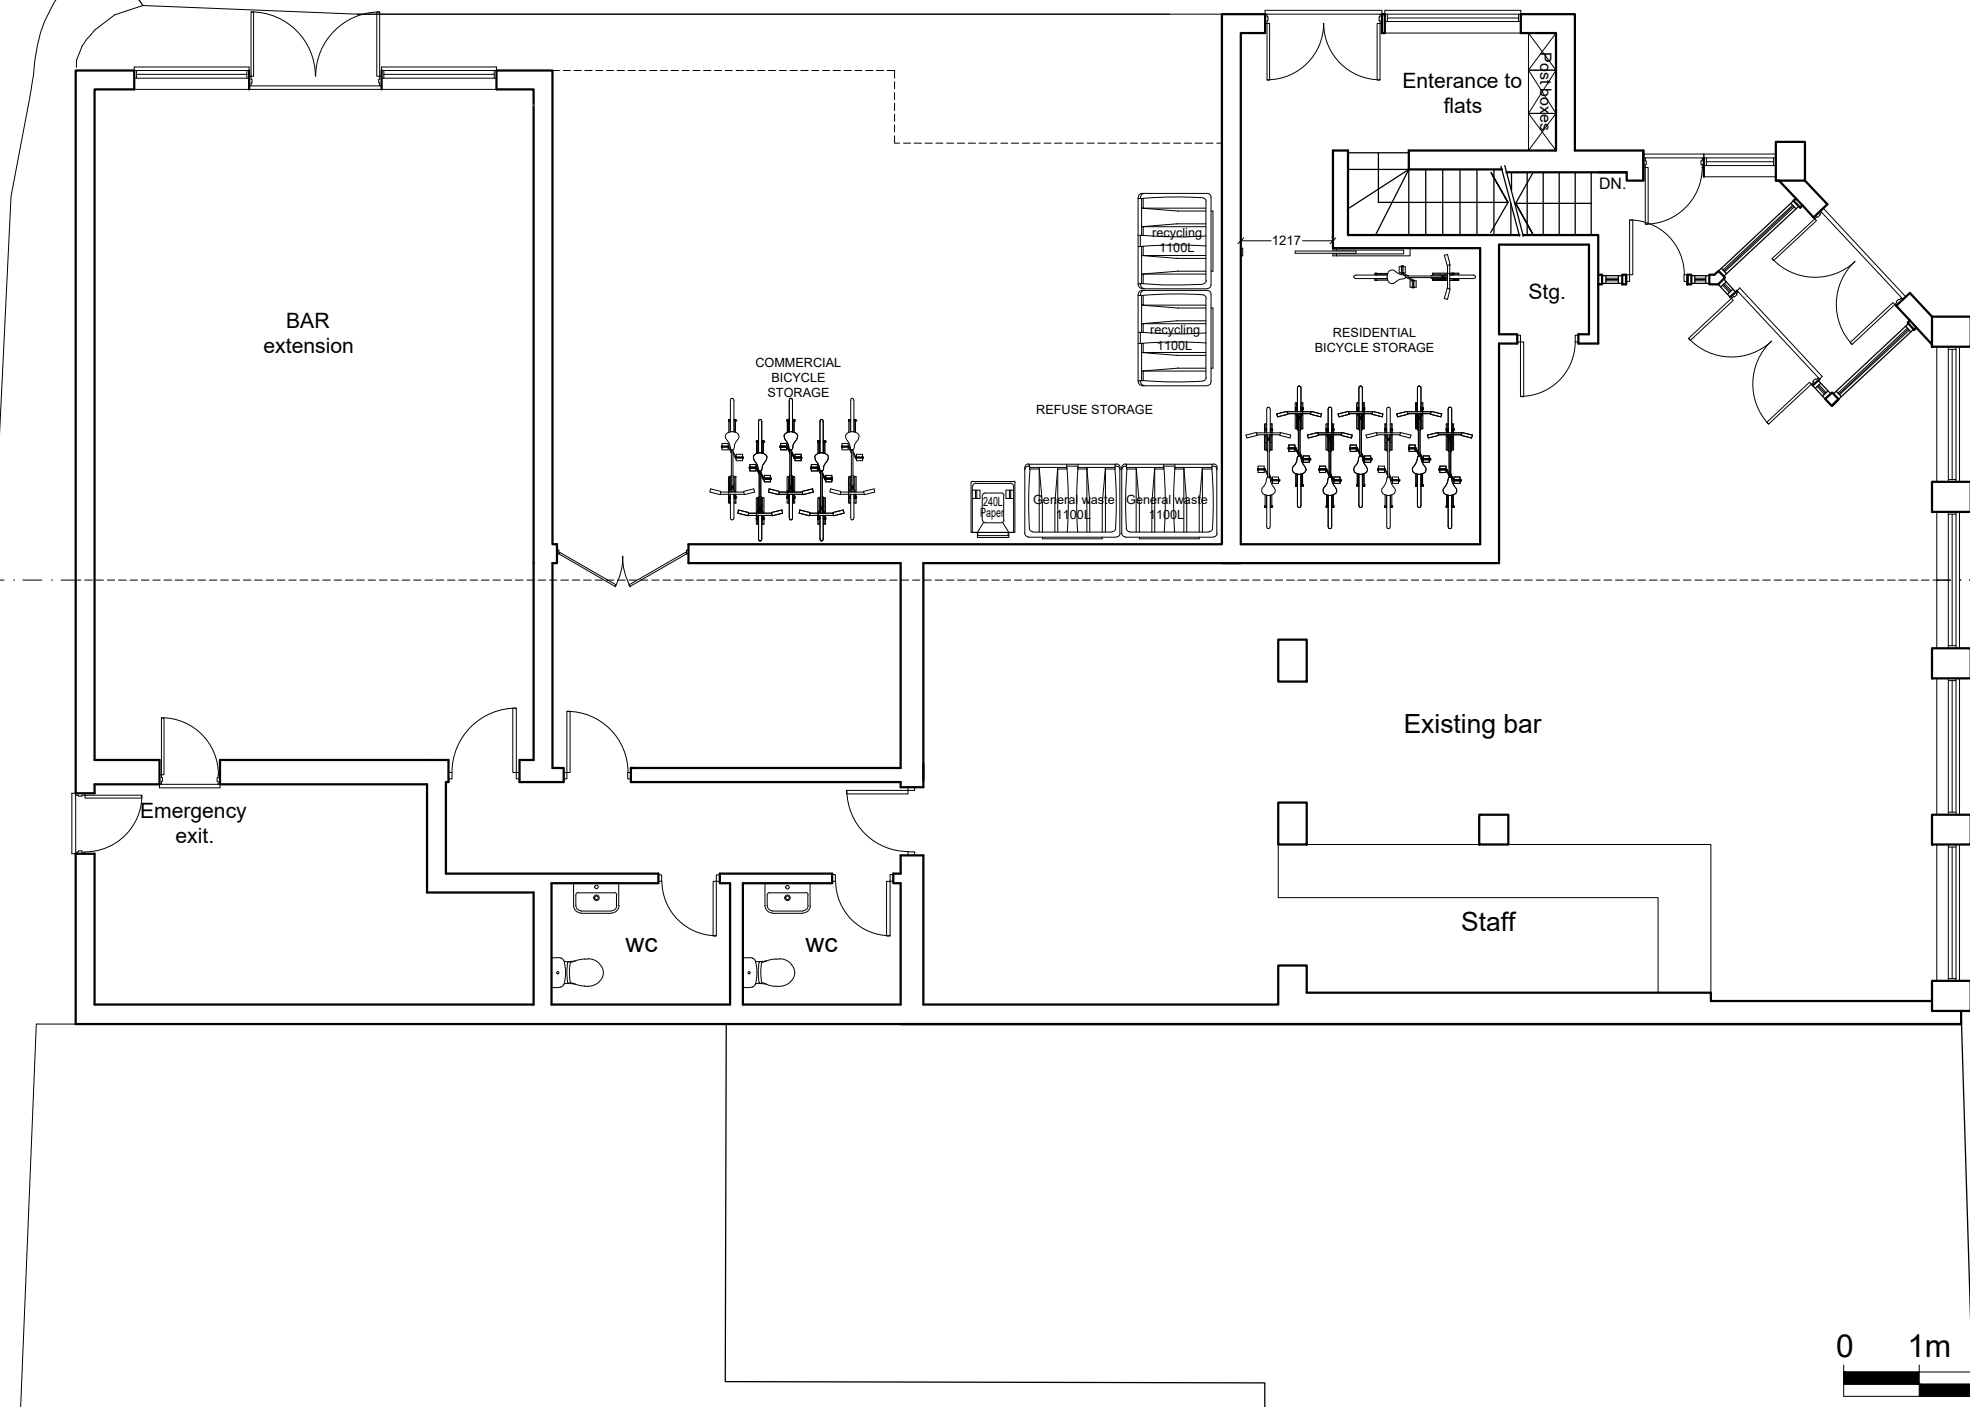 Enterance to
flats
Post boxes
DN.
recycling
1100L
1217
Stg.
BAR
extension
recycling
1100L
RESIDENTIAL
BICYCLE STORAGE
COMMERCIAL
BICYCLE
STORAGE
REFUSE STORAGE
240L
Paper
General waste
1100L
General waste
1100L
Existing bar
Emergency
exit.
Staff
WC
WC
0 1m